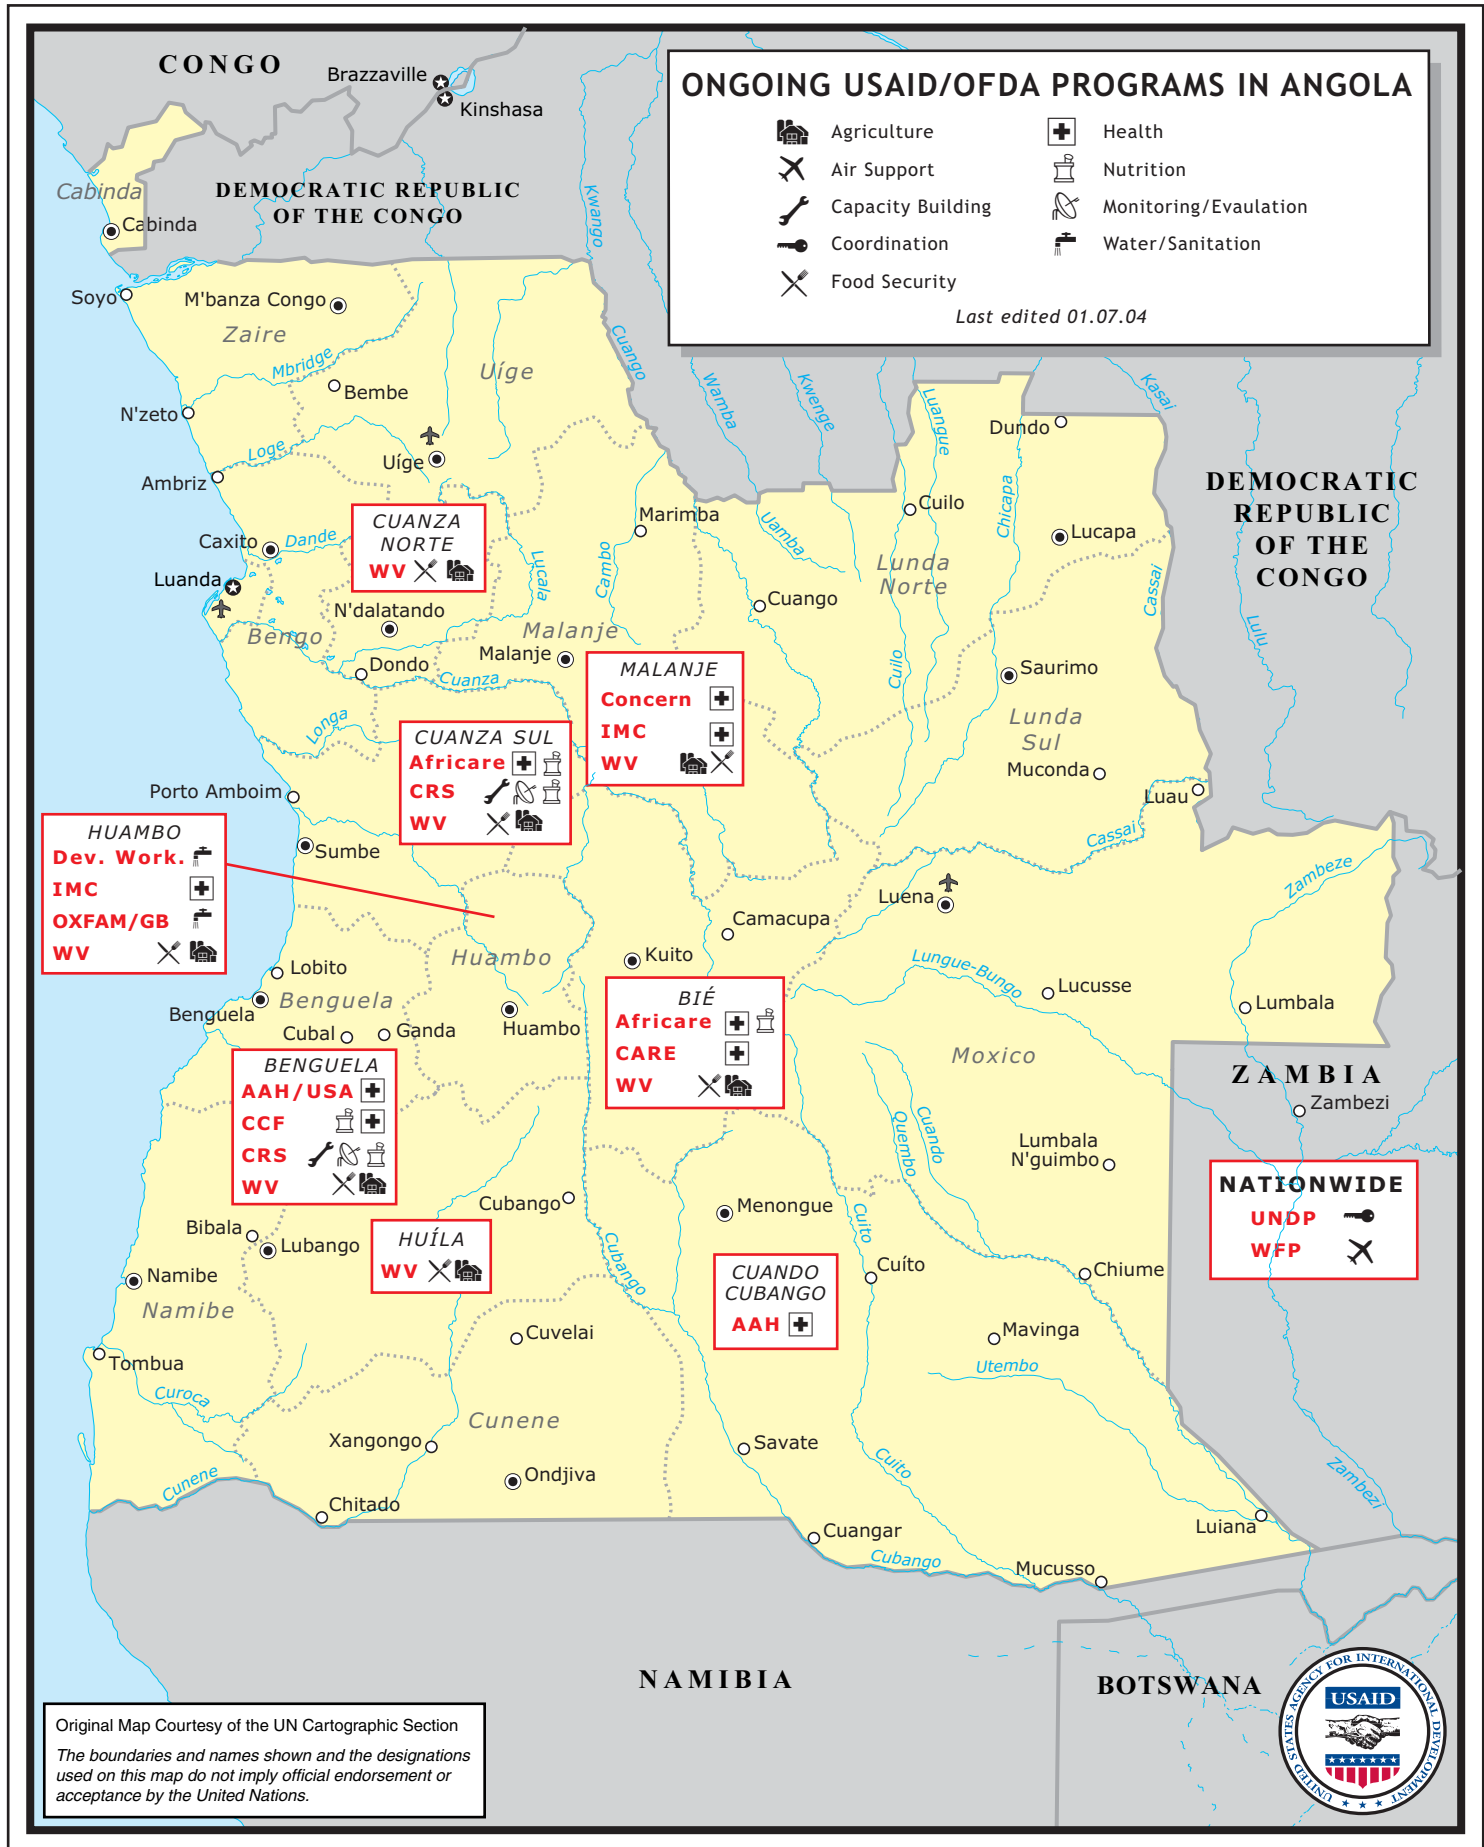 CONGO
Brazzaville
Kinshasa
ONGOING USAID/OFDA PROGRAMS IN ANGOLA
Agriculture
Health
Air Support
Nutrition
Capacity Building
Monitoring/Evaulation
Coordination
Water/Sanitation
Food Security
Last edited 01.07.04
Cabinda
DEMOCRATIC REPUBLIC
OF THE CONGO
Cabinda
Kwango
Soyo
M'banza Congo
Zaire
Mbridge
Uíge
Cuango
Wamba
Kwenge
Luangue
Kasai
Bembe
N'zeto
Dundo
Loge
Uíge
Ambriz
DEMOCRATIC
REPUBLIC
OF THE
CONGO
Cuilo
Chicapa
Marimba
Uamba
Lucapa
CUANZA
NORTE
WV
Caxito
Dande
Luanda
Lucala
Cambo
Lunda
Norte
Cassai
Cuango
N'dalatando
Bengo
Malanje
Lulu
Malanje
Dondo
Cuanza
Cuilo
Saurimo
MALANJE
Concern
IMC
WV
Longa
Lunda
Sul
CUANZA SUL
Africare
CRS
WV
Muconda
Luau
Porto Amboim
HUAMBO
Dev. Work.
IMC
OXFAM/GB
WV
Sumbe
Cassai
Zambeze
Luena
Camacupa
Huambo
Kuito
Lobito
Lungue-Bungo
Lucusse
Lumbala
Benguela
Benguela
Cubal
Ganda
Huambo
BIÉ
Africare
CARE
WV
Moxico
BENGUELA
AAH/USA
CCF
CRS
WV
ZAMBIA
Zambezi
Cuando
Quembo
Lumbala
N'guimbo
NATIONWIDE
UNDP
WFP
Cubango
Menongue
Cuito
Bibala
Lubango
HUÍLA
WV
Cubango
Namibe
Namibe
CUANDO
CUBANGO
AAH
Cuíto
Chiume
Cuvelai
Mavinga
Tombua
Utembo
Curoca
Cunene
Xangongo
Savate
Cunene
Ondjiva
Cuito
Zambezi
Chitado
Cuangar
Luiana
Cubango
Mucusso
NAMIBIA
BOTSWANA
UNITED STATES AGENCY FOR INTERNATIONAL DEVELOPMENT
USAID
Original Map Courtesy of the UN Cartographic Section
The boundaries and names shown and the designations
used on this map do not imply official endorsement or
acceptance by the United Nations.